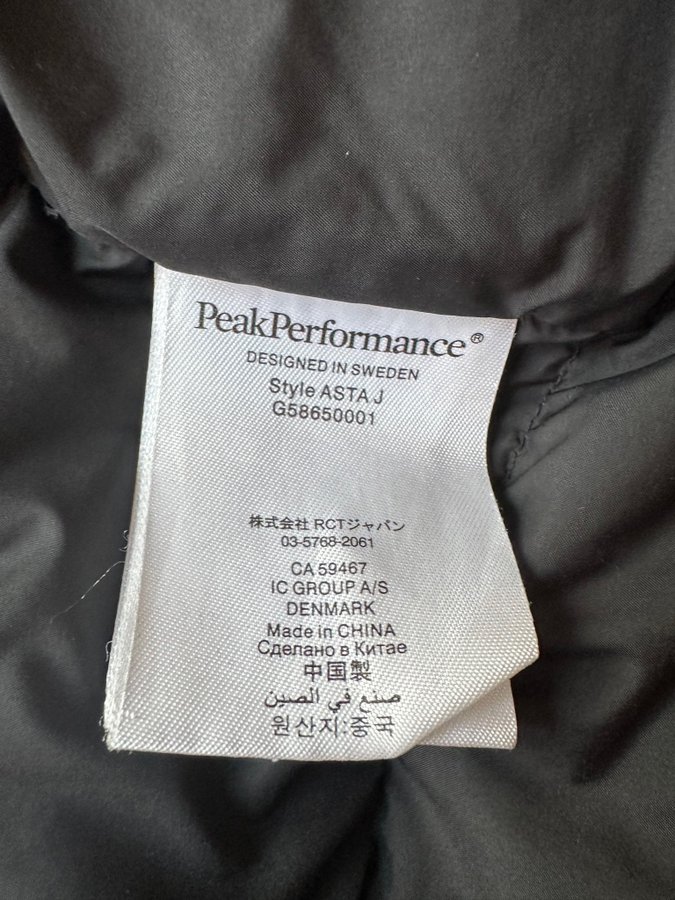 PeakPerformance®
DESIGNED IN SWEDEN
Style ASTA J
G58650001
株式会社 RCTジャパン
03-5768-2061
CA 59467
IC GROUP A/S
DENMARK
Made in CHINA
Сделано в Китае
中国製
صنع في الصين
원산지:중국